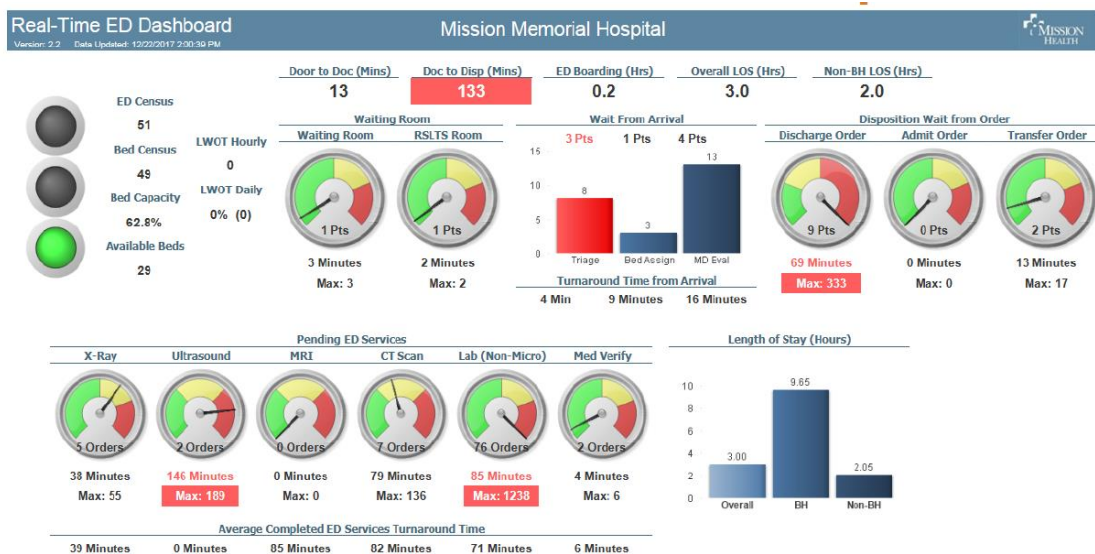 Real-Time ED Dashboard
Version: 2.2 Data Updated: 12/22/2017 2:00:39 PM
Mission Memorial Hospital
MISSION HEALTH
Door to Doc (Mins) Doc to Disp (Mins) ED Boarding (Hrs) Overall LOS (Hrs) Non-BH LOS (Hrs)
13 133 0.2 3.0 2.0
ED Census
51
Bed Census
49
Bed Capacity
62.8%
Available Beds
29
LWOT Hourly
0
LWOT Daily
0% (0)
Waiting Room
Waiting Room RSLTS Room
1 Pts 1 Pts
3 Minutes 2 Minutes
Max: 3 Max: 2
Wait From Arrival
3 Pts 1 Pts 4 Pts
15
10
5
0
8 3 13
Triage Bed Assign MD Eval
Turnaround Time from Arrival
4 Min 9 Minutes 16 Minutes
Disposition Wait from Order
Discharge Order Admit Order Transfer Order
9 Pts 0 Pts 2 Pts
69 Minutes 0 Minutes 13 Minutes
Max: 333 Max: 0 Max: 17
Pending ED Services
X-Ray Ultrasound MRI CT Scan Lab (Non-Micro) Med Verify
5 Orders 2 Orders 0 Orders 7 Orders 76 Orders 2 Orders
38 Minutes 146 Minutes 0 Minutes 79 Minutes 85 Minutes 4 Minutes
Max: 55 Max: 189 Max: 0 Max: 136 Max: 1238 Max: 6
Average Completed ED Services Turnaround Time
39 Minutes 0 Minutes 85 Minutes 82 Minutes 71 Minutes 6 Minutes
Length of Stay (Hours)
10
8
6
4
2
0
3.00 9.65 2.05
Overall BH Non-BH